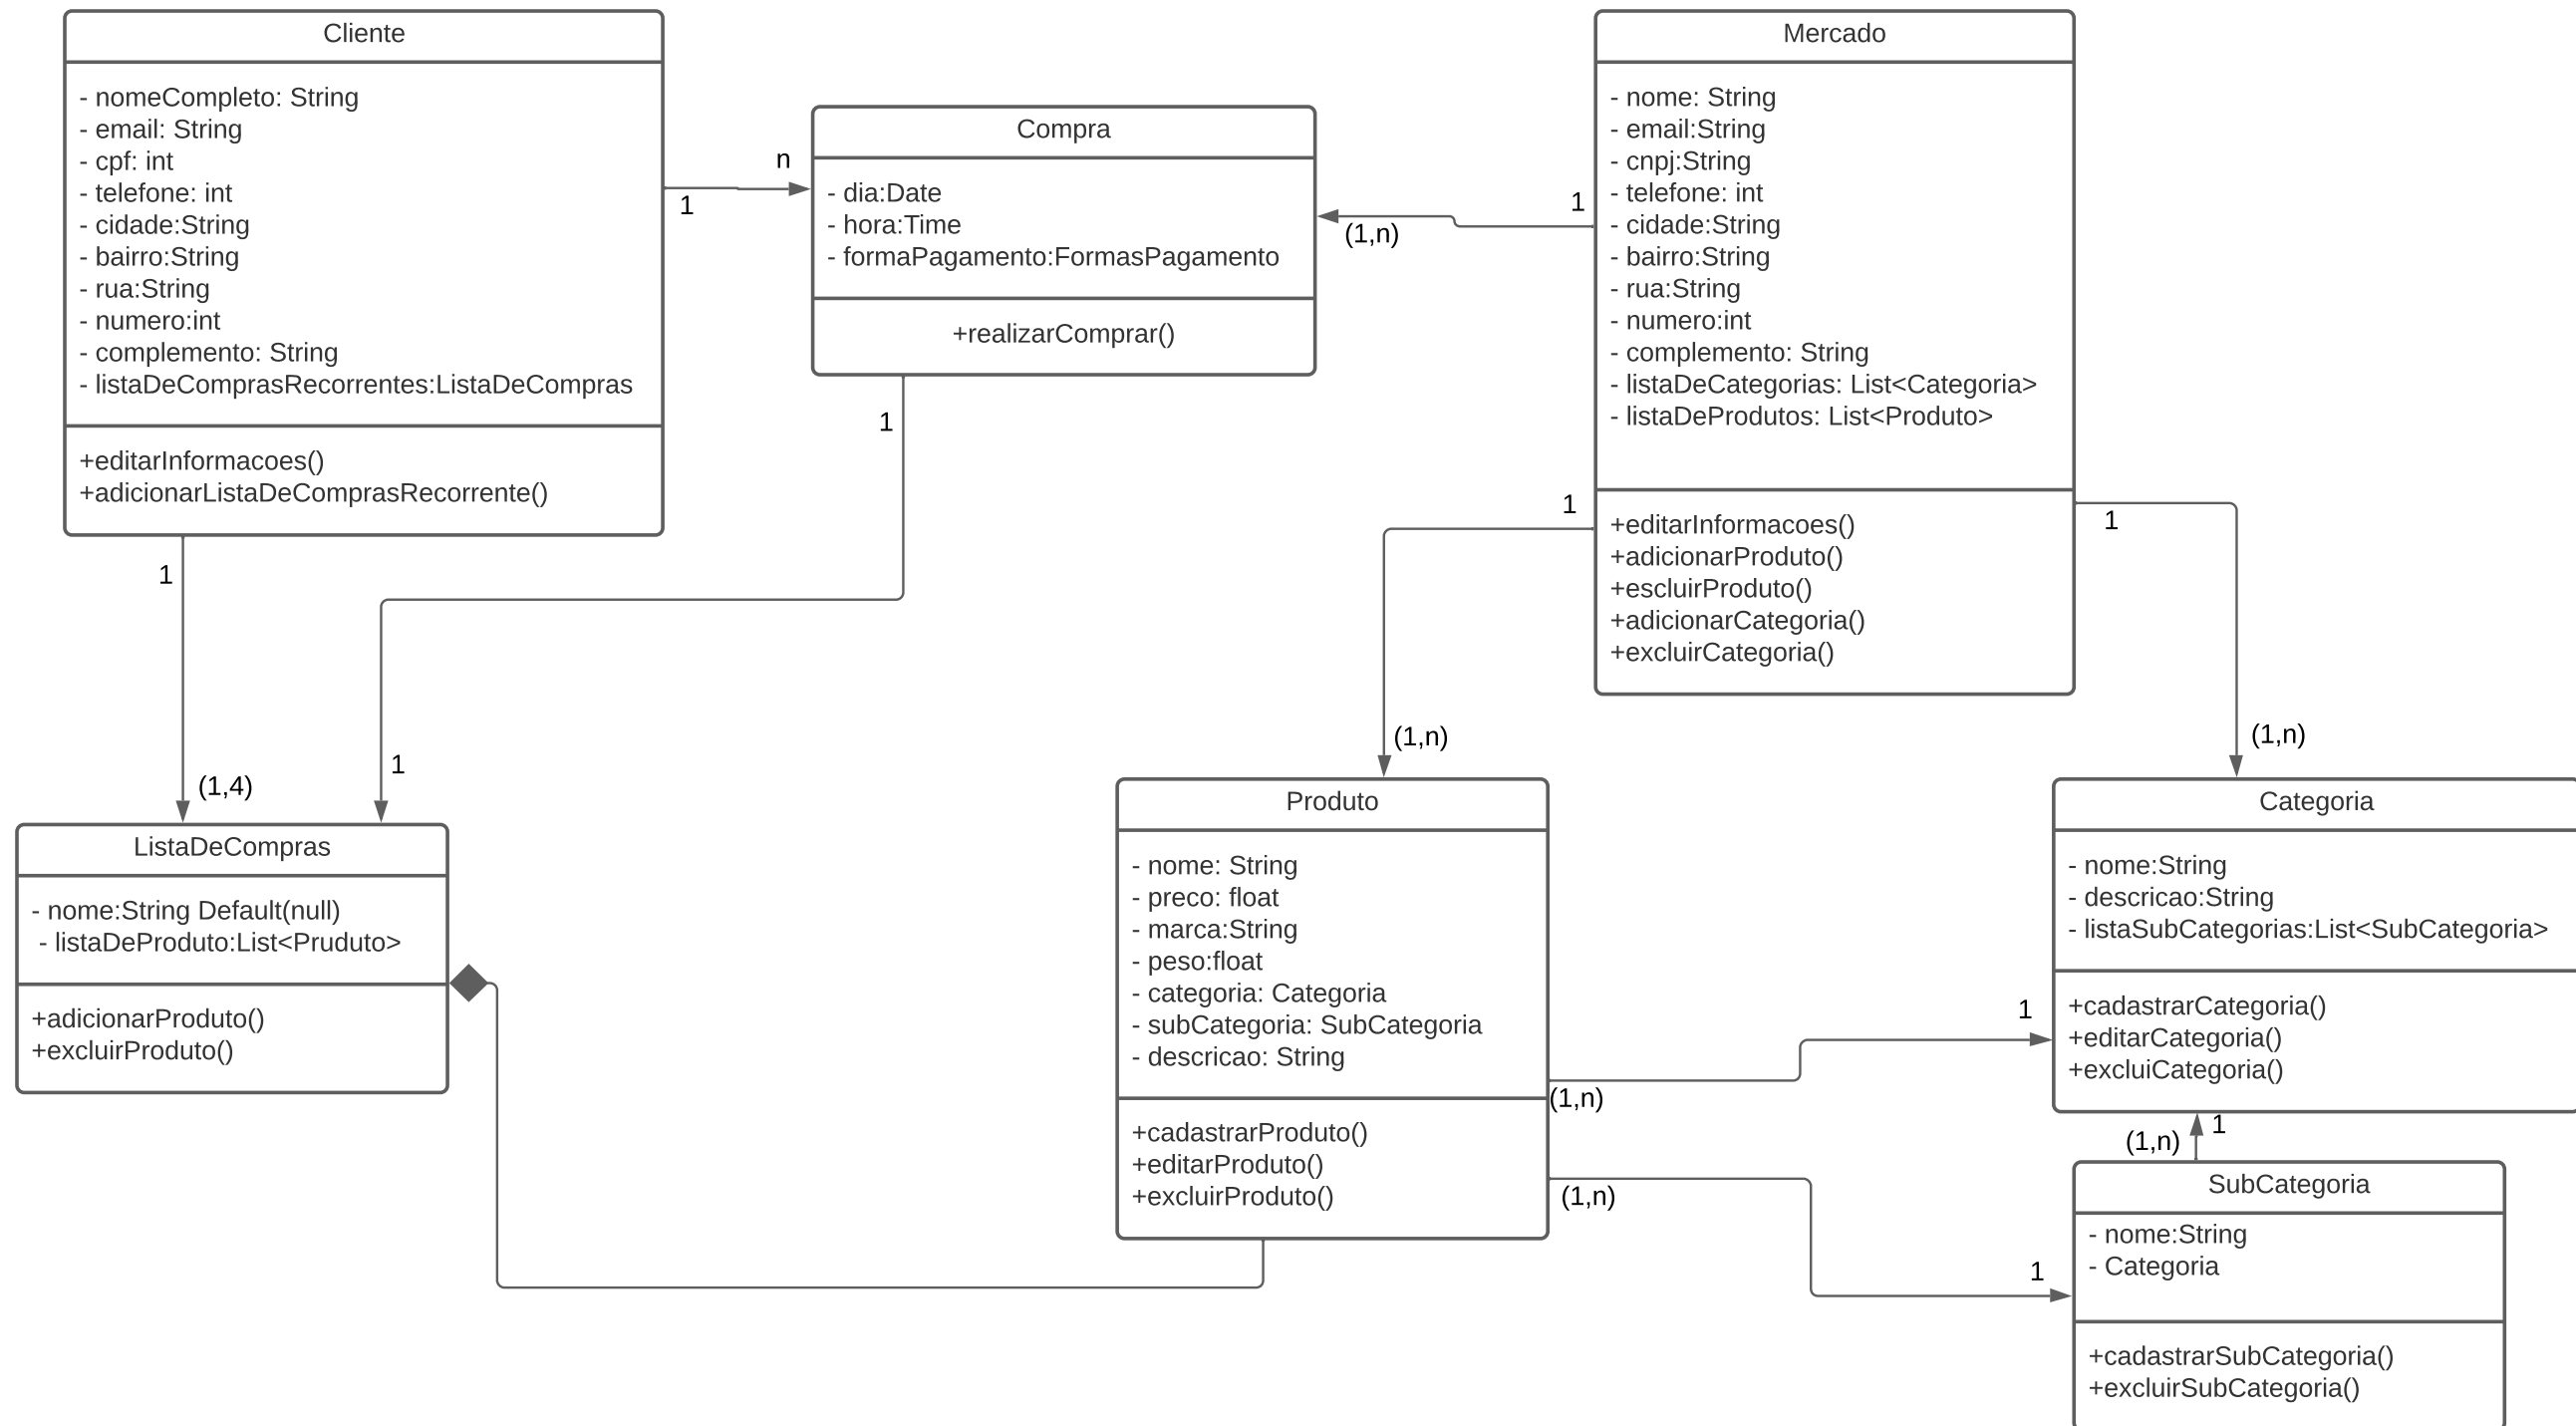 Cliente
- nomeCompleto: String
- email: String
- cpf: int
- telefone: int
- cidade:String
- bairro:String
- rua:String
- numero:int
- complemento: String
- listaDeComprasRecorrentes:ListaDeCompras
+editarInformacoes()
+adicionarListaDeComprasRecorrente()
n
1
Compra
- dia:Date
- hora:Time
- formaPagamento:FormasPagamento
+realizarComprar()
1
(1,n)
Mercado
- nome: String
- email:String
- cnpj:String
- telefone: int
- cidade:String
- bairro:String
- rua:String
- numero:int
- complemento: String
- listaDeCategorias: List<Categoria>
- listaDeProdutos: List<Produto>
+editarInformacoes()
+adicionarProduto()
+escluirProduto()
+adicionarCategoria()
+excluirCategoria()
1
1
1
1
(1,4)
1
(1,n)
(1,n)
ListaDeCompras
- nome:String Default(null)
- listaDeProduto:List<Pruduto>
+adicionarProduto()
+excluirProduto()
Produto
- nome: String
- preco: float
- marca:String
- peso:float
- categoria: Categoria
- subCategoria: SubCategoria
- descricao: String
+cadastrarProduto()
+editarProduto()
+excluirProduto()
Categoria
- nome:String
- descricao:String
- listaSubCategorias:List<SubCategoria>
+cadastrarCategoria()
+editarCategoria()
+excluiCategoria()
1
(1,n)
1
(1,n)
(1,n)
1
SubCategoria
- nome:String
- Categoria
+cadastrarSubCategoria()
+excluirSubCategoria()